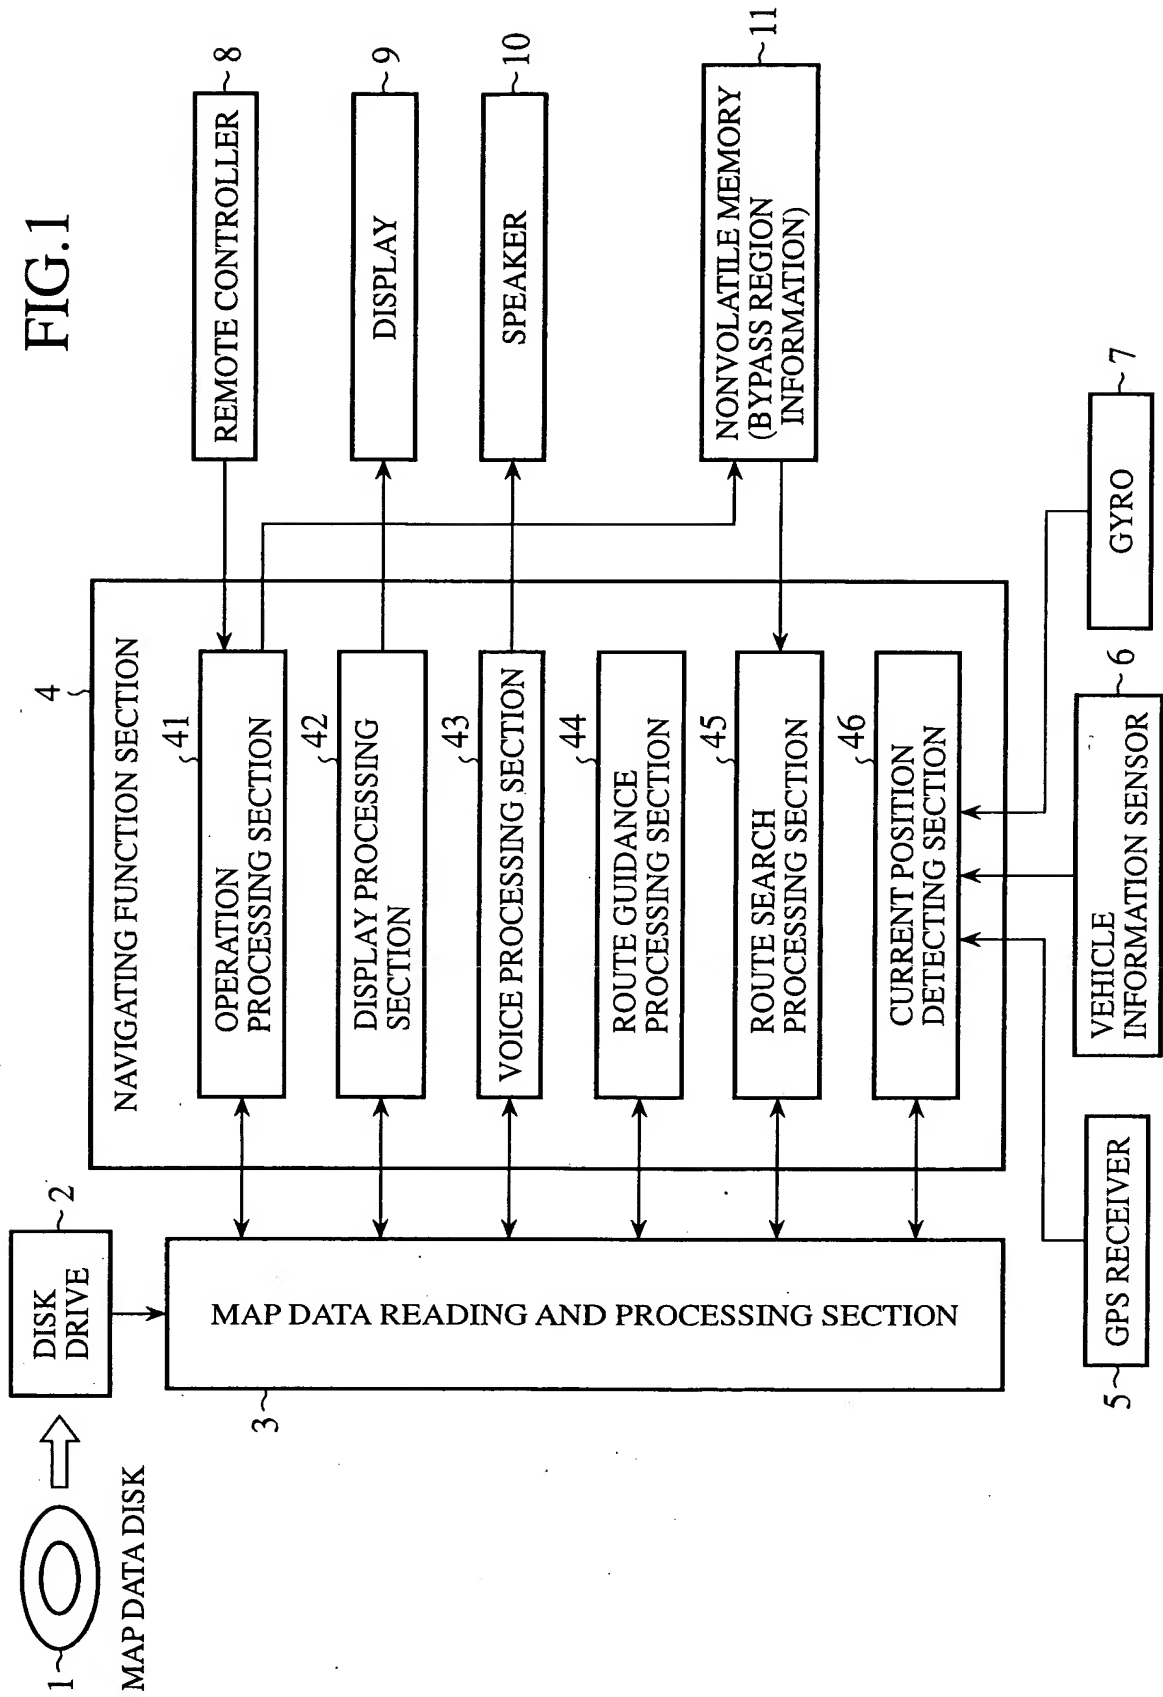 FIG.1
1
MAP DATA DISK
DISK
DRIVE
2
MAP DATA READING AND PROCESSING SECTION
3
4
NAVIGATING FUNCTION SECTION
41
OPERATION
PROCESSING SECTION
42
DISPLAY PROCESSING
SECTION
43
VOICE PROCESSING SECTION
44
ROUTE GUIDANCE
PROCESSING SECTION
45
ROUTE SEARCH
PROCESSING SECTION
46
CURRENT POSITION
DETECTING SECTION
REMOTE CONTROLLER
8
DISPLAY
9
SPEAKER
10
NONVOLATILE MEMORY
(BYPASS REGION
INFORMATION)
11
GPS RECEIVER
5
VEHICLE
INFORMATION SENSOR
6
GYRO
7